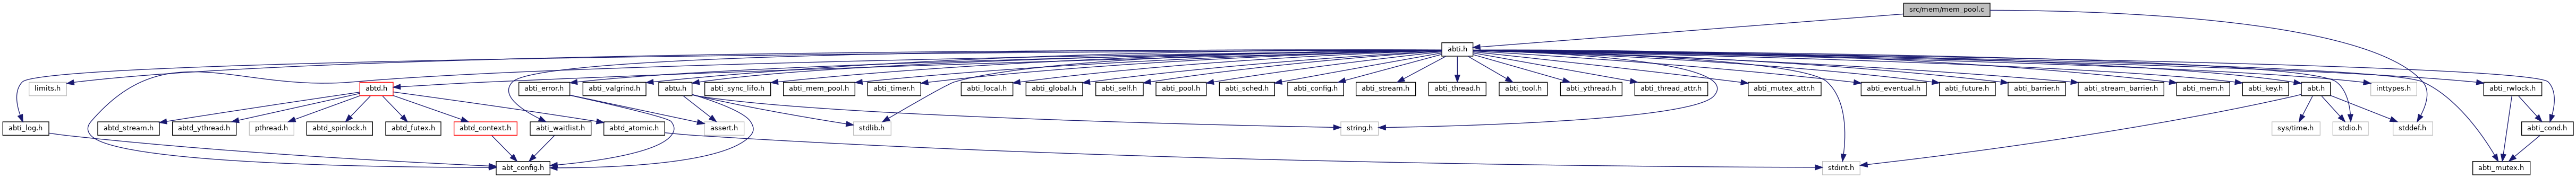 src/mem/mem_pool.c
abti.h
limits.h
abtd.h
abti_error.h
abti_valgrind.h
abtu.h
abti_sync_lifo.h
abti_mem_pool.h
abti_timer.h
abti_local.h
abti_global.h
abti_self.h
abti_pool.h
abti_sched.h
abti_config.h
abti_stream.h
abti_thread.h
abti_tool.h
abti_ythread.h
abti_thread_attr.h
abti_mutex_attr.h
abti_eventual.h
abti_future.h
abti_barrier.h
abti_stream_barrier.h
abti_mem.h
abti_key.h
abt.h
inttypes.h
abti_rwlock.h
abti_log.h
abtd_stream.h
abtd_ythread.h
pthread.h
abtd_spinlock.h
abtd_futex.h
abtd_context.h
abti_waitlist.h
abtd_atomic.h
assert.h
stdlib.h
string.h
sys/time.h
stdio.h
stddef.h
abti_cond.h
abt_config.h
stdint.h
abti_mutex.h